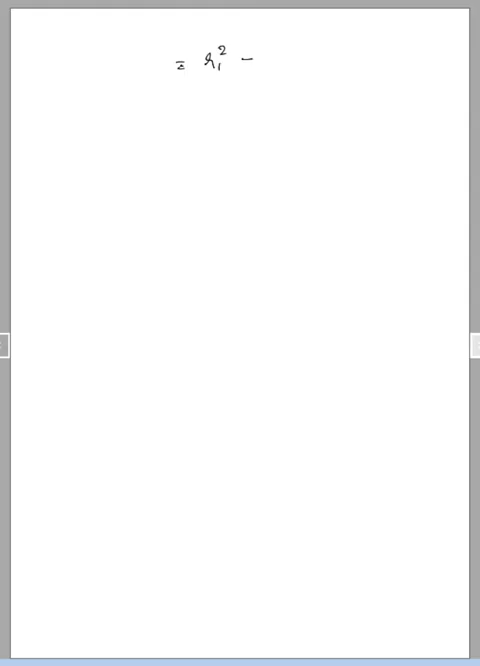 = r₁² −